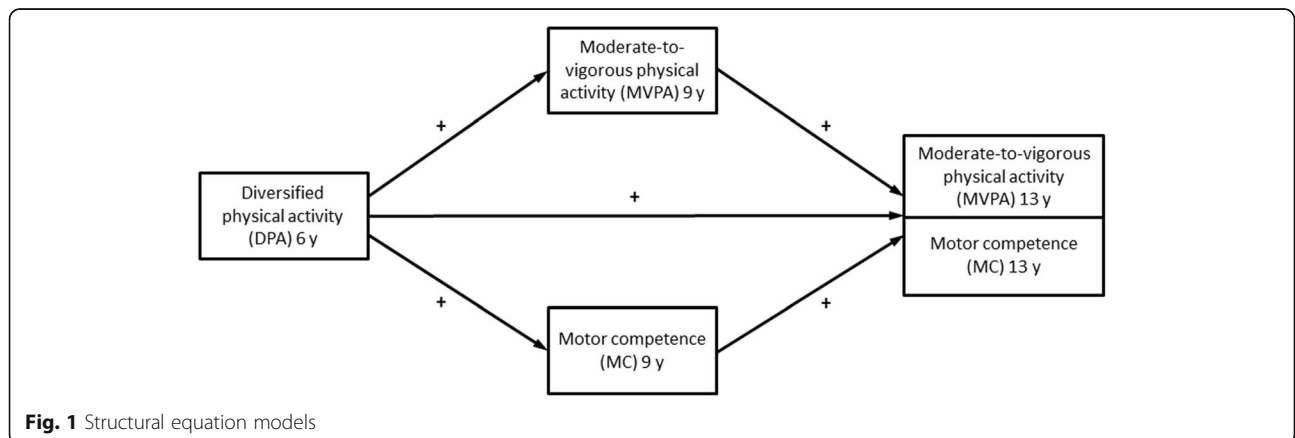 Moderate-to-
vigorous physical
activity (MVPA) 9 y
+
+
Moderate-to-vigorous
physical activity
(MVPA) 13 y
Diversified
physical activity
(DPA) 6 y
+
Motor competence
(MC) 13 y
+
+
Motor competence
(MC) 9 y
Fig. 1 Structural equation models